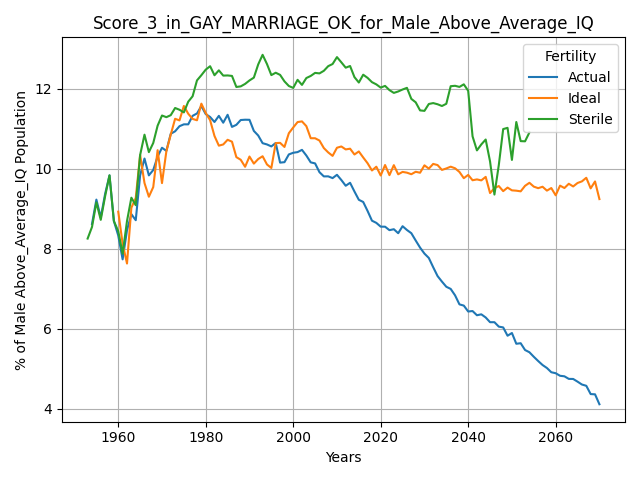 Score_3_in_GAY_MARRIAGE_OK_for_Male_Above_Average_IQ
% of Male Above_Average_IQ Population
12
10
8
6
4
Fertility
Actual
Ideal
Sterile
1960
1980
2000
2020
2040
2060
Years